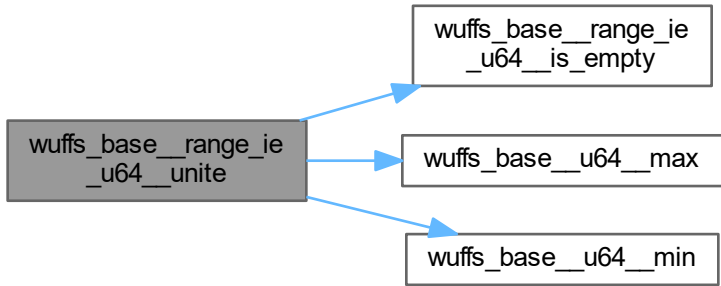 wuffs_base__range_ie
_u64__unite
wuffs_base__range_ie
_u64__is_empty
wuffs_base__u64__max
wuffs_base__u64__min